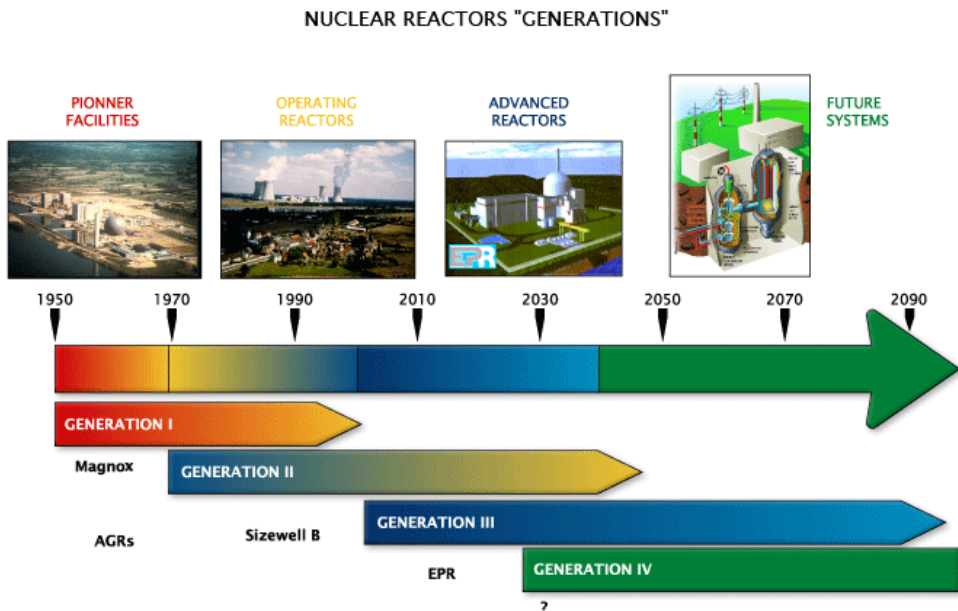 NUCLEAR REACTORS "GENERATIONS"
PIONNER
FACILITIES
OPERATING
REACTORS
ADVANCED
REACTORS
FUTURE
SYSTEMS
EPR
1950
1970
1990
2010
2030
2050
2070
2090
GENERATION I
Magnox
GENERATION II
AGRs
Sizewell B
GENERATION III
EPR
GENERATION IV
?